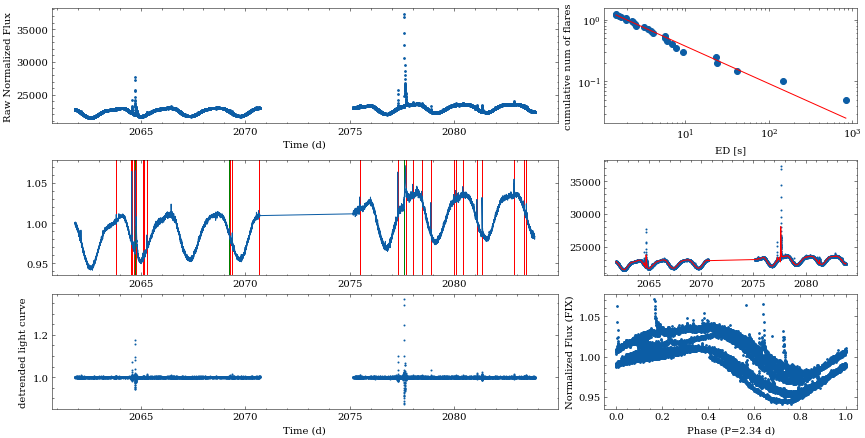 Raw Normalized Flux
35000
30000
25000
2065 2070 2075 2080
Time (d)
cumulative num of flares
10⁰
10⁻¹
10¹ 10² 10³
ED [s]
1.05
1.00
0.95
2065 2070 2075 2080
35000
30000
25000
2065 2070 2075 2080
detrended light curve
1.2
1.0
2065 2070 2075 2080
Time (d)
Normalized Flux (FIX)
1.05
1.00
0.95
0.0 0.2 0.4 0.6 0.8 1.0
Phase (P=2.34 d)